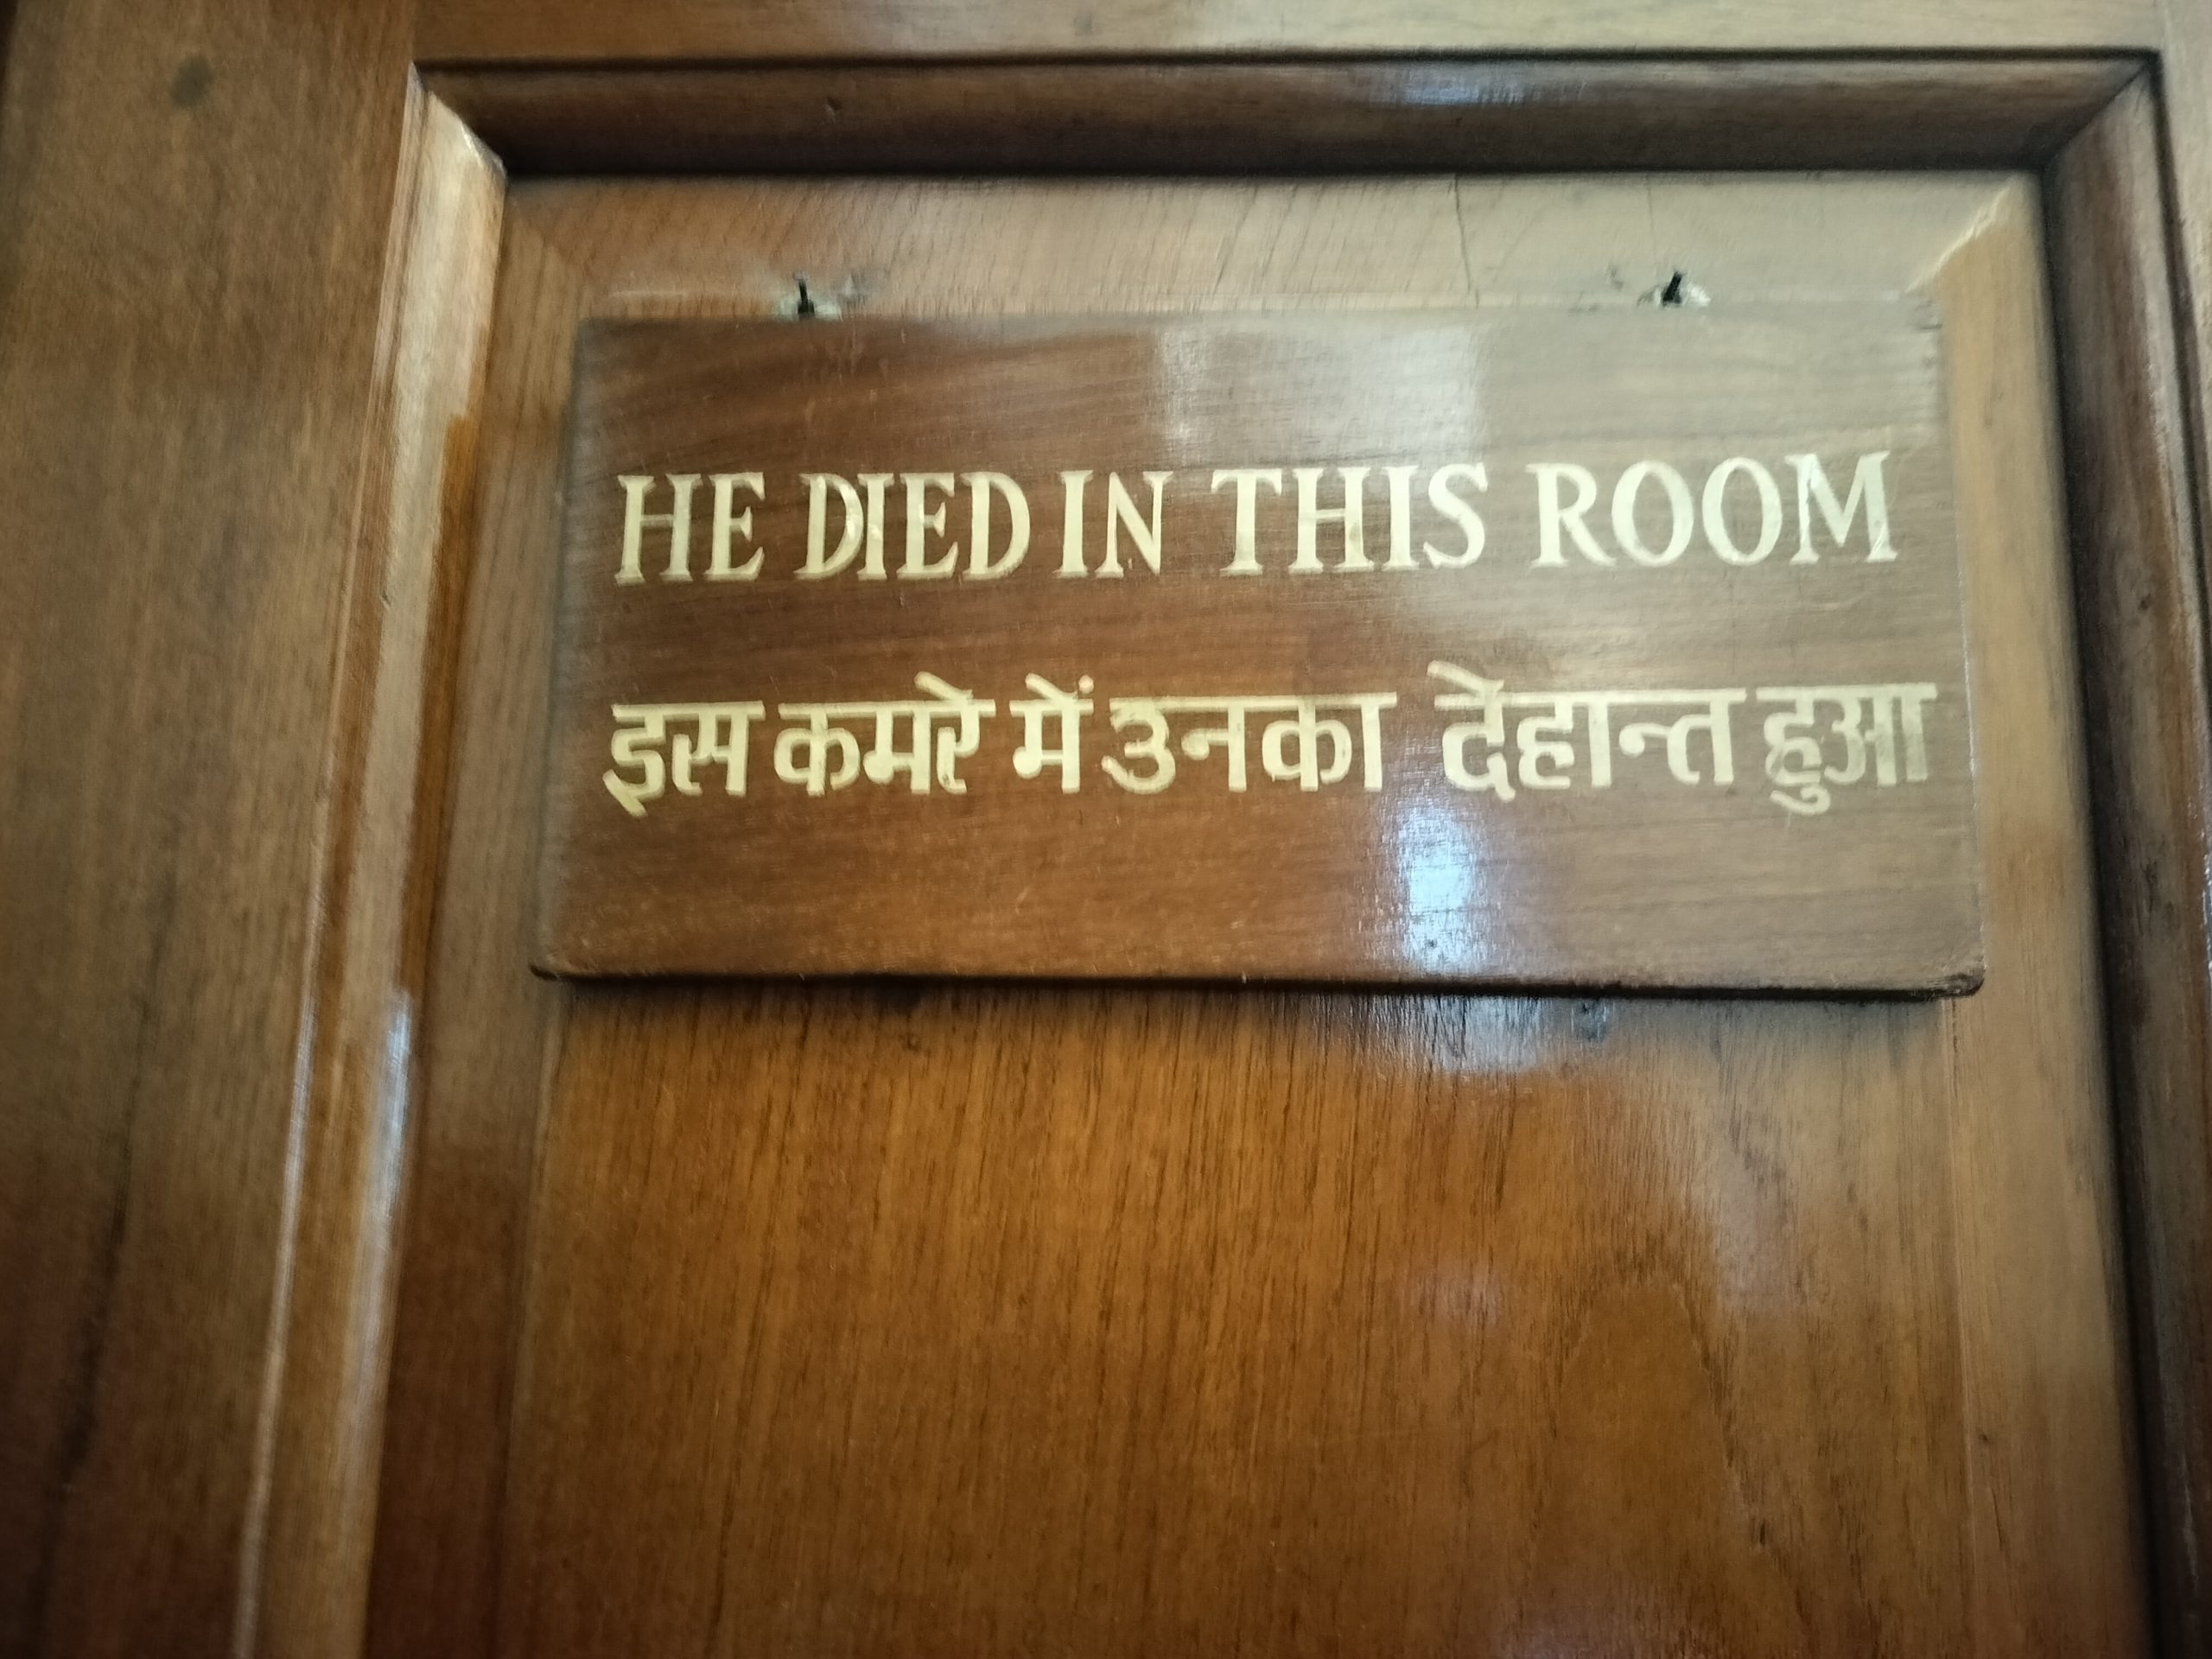 HE DIED IN THIS ROOM
इस कमरे में उनका देहान्त हुआ